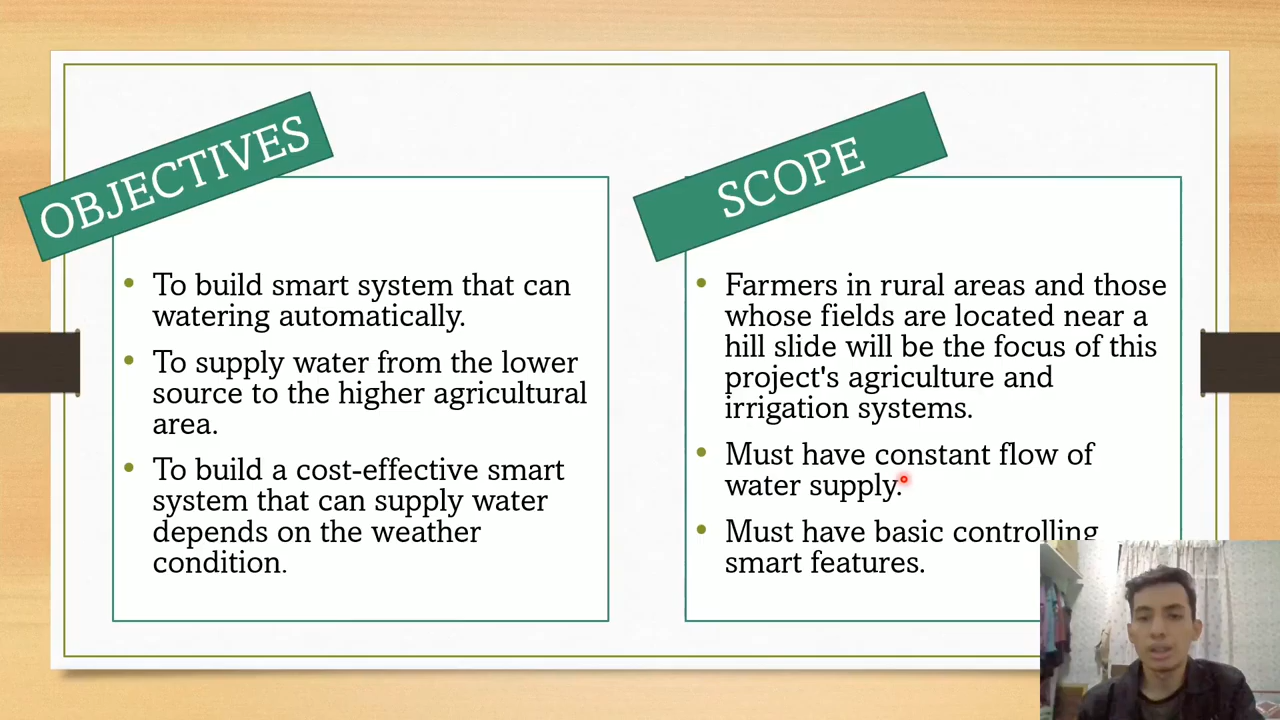 OBJECTIVES
To build smart system that can
watering automatically.
To supply water from the lower
source to the higher agricultural
area.
To build a cost-effective smart
system that can supply water
depends on the weather
condition.
SCOPE
Farmers in rural areas and those
whose fields are located near a
hill slide will be the focus of this
project's agriculture and
irrigation systems.
Must have constant flow of
water supply.
Must have basic controlling
smart features.